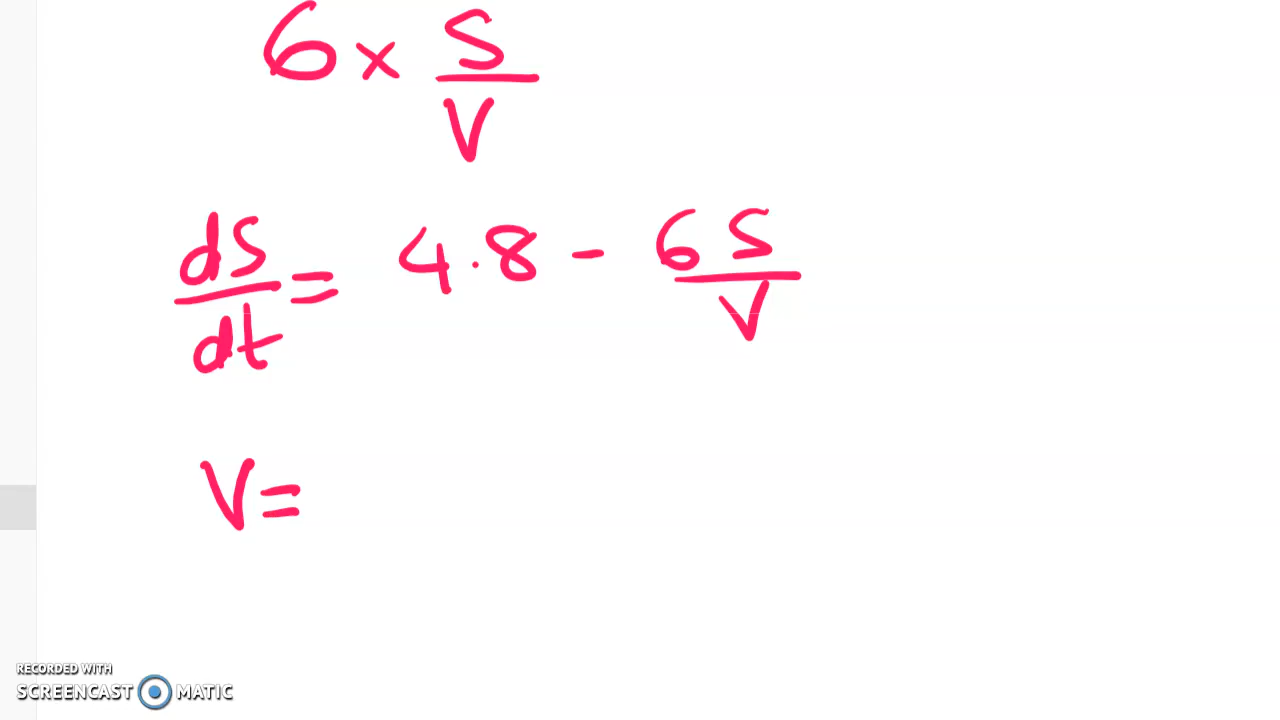 6 × S/V
dS/dt = 4.8 - 6S/V
V=
RECORDED WITH
SCREENCAST MATIC